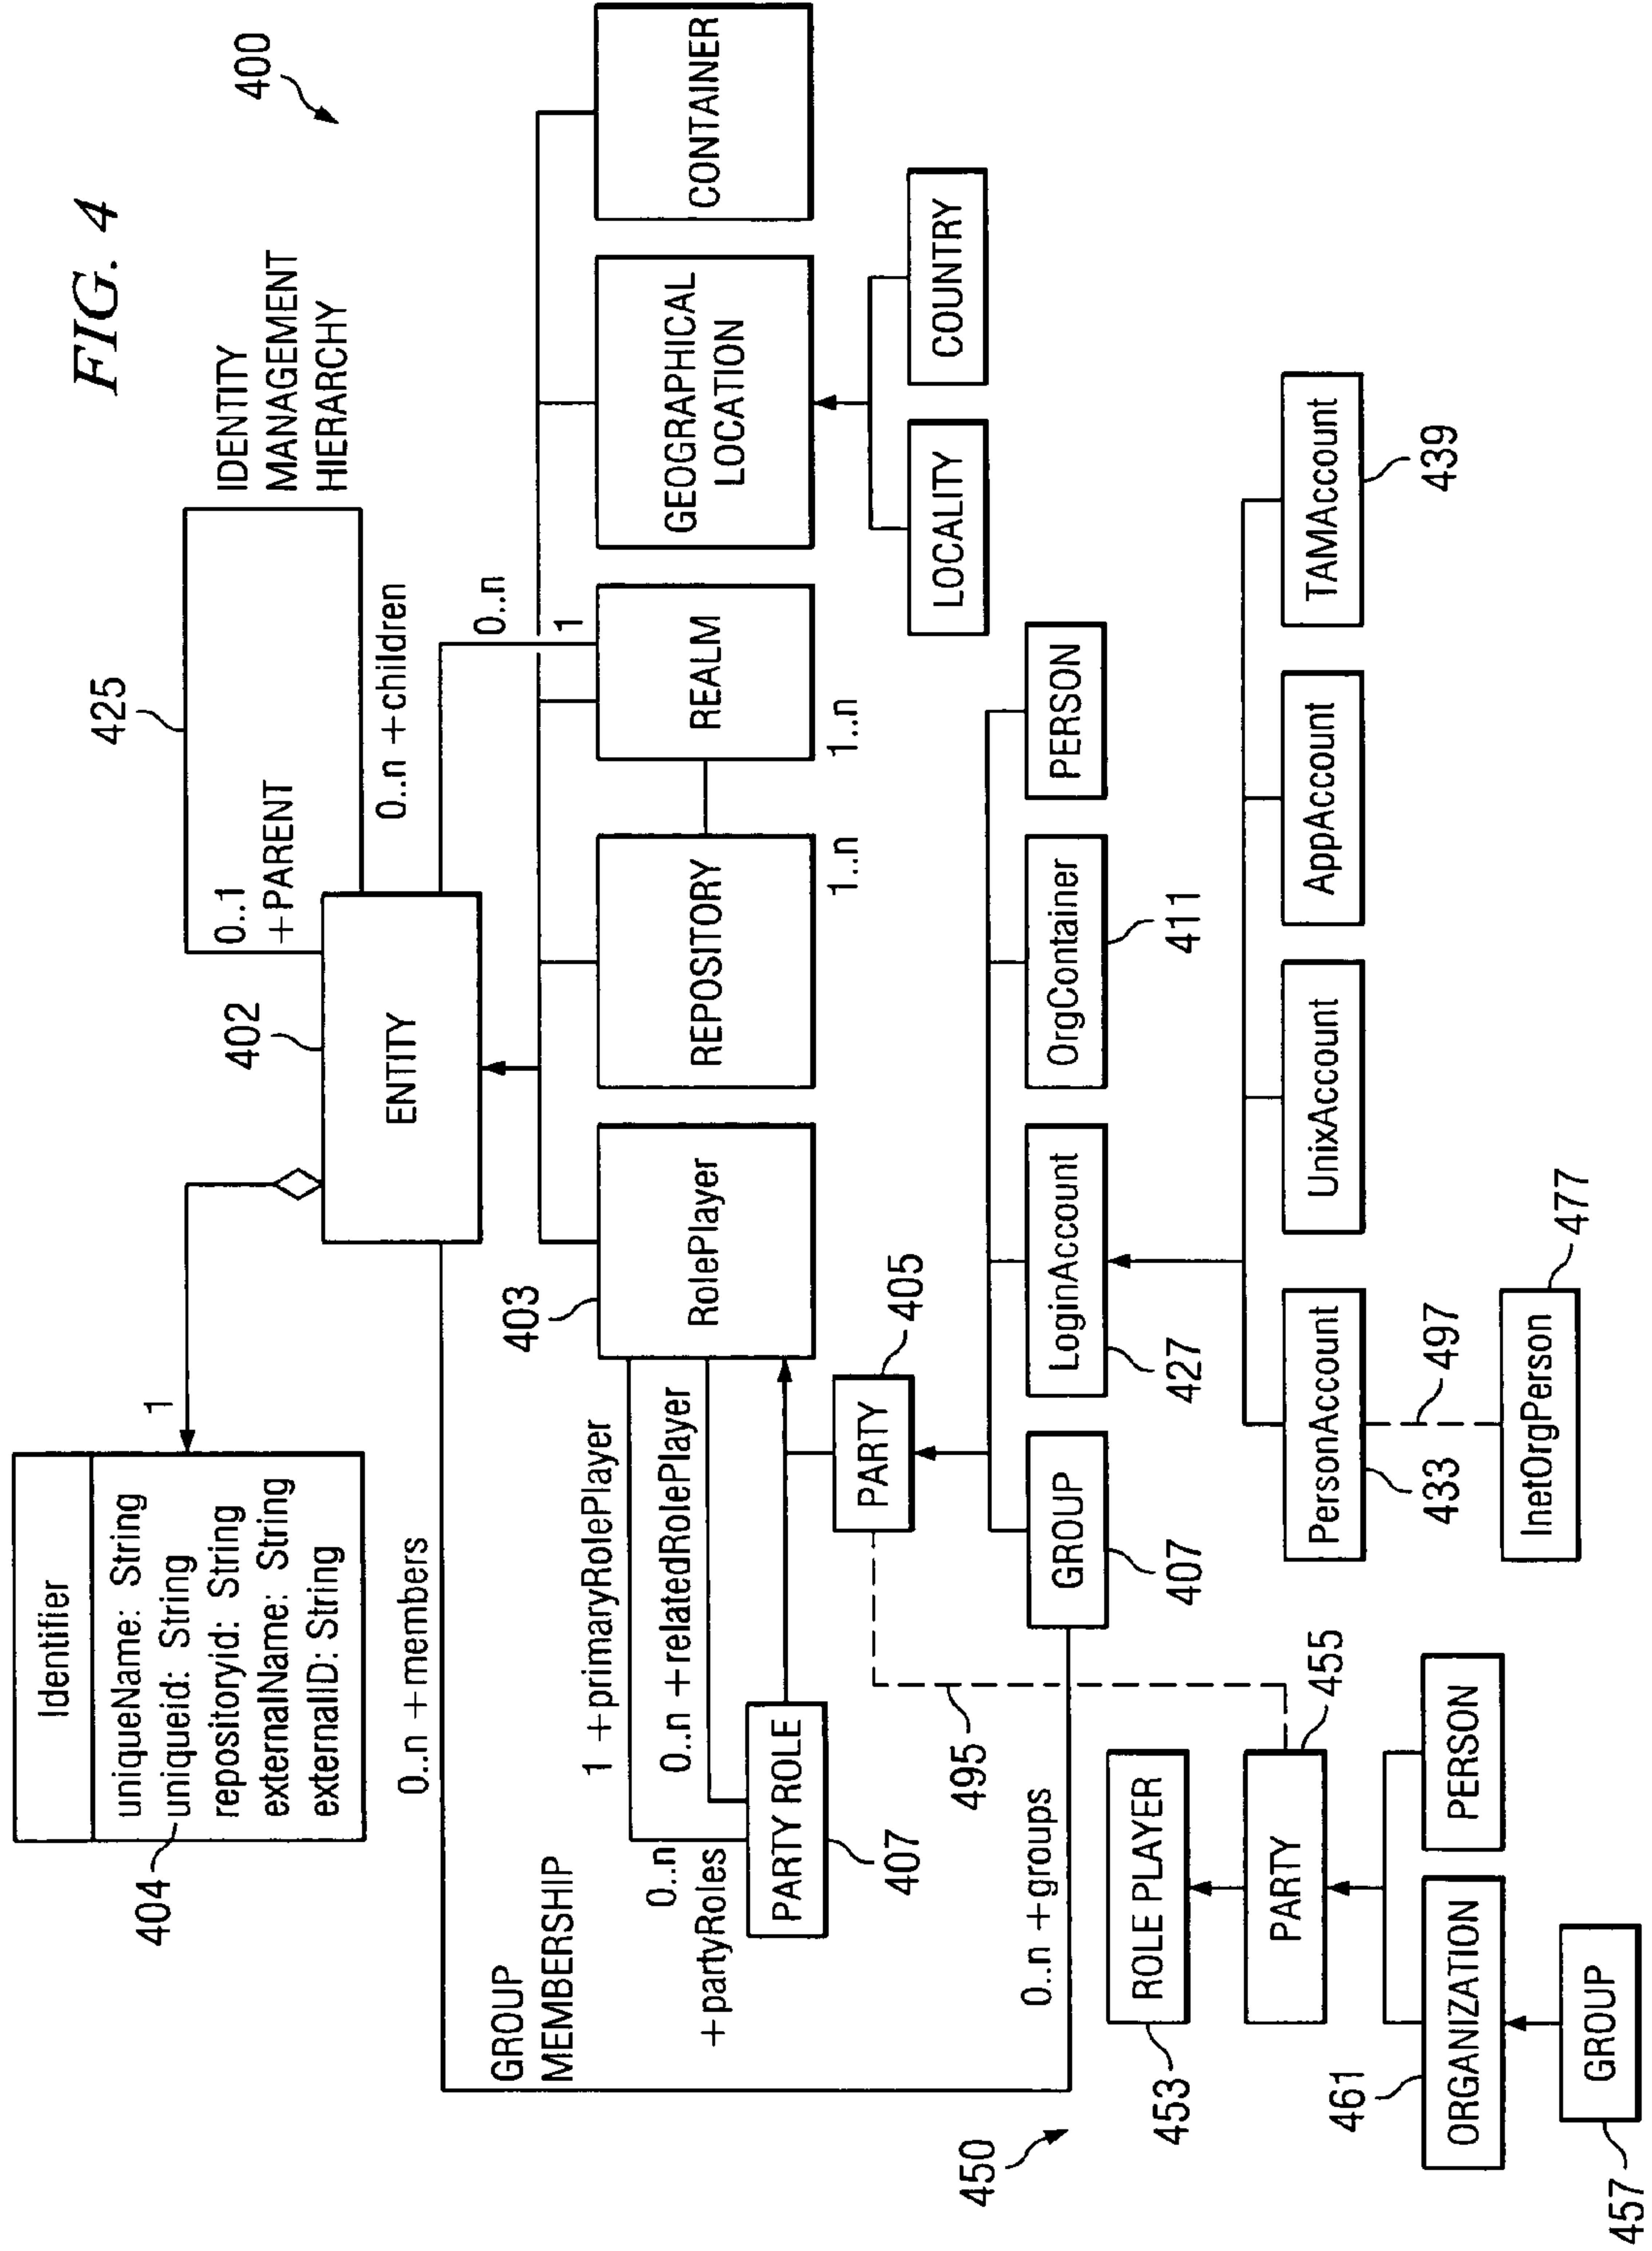 FIG. 4
400
IDENTITY
MANAGEMENT
HIERARCHY
425
0..1
+PARENT
0..n +children
402
ENTITY
1
Identifier
uniqueName: String
uniqueid: String
repositoryid: String
externalName: String
externalID: String
404
0..n +members
GROUP
MEMBERSHIP
0..n +groups
0..n
1
CONTAINER
GEOGRAPHICAL
LOCATION
REALM
1..n
REPOSITORY
1..n
RolePlayer
403
1 +primaryRolePlayer
0..n +relatedRolePlayer
0..n
+partyRoles
PARTY ROLE
407
PARTY
405
LOCALITY
COUNTRY
GROUP
407
LoginAccount
427
OrgContainer
411
PERSON
PersonAccount
433
UnixAccount
AppAccount
TAMAccount
439
497
InetOrgPerson
477
495
450
ROLE PLAYER
453
PARTY
455
ORGANIZATION
461
PERSON
GROUP
457